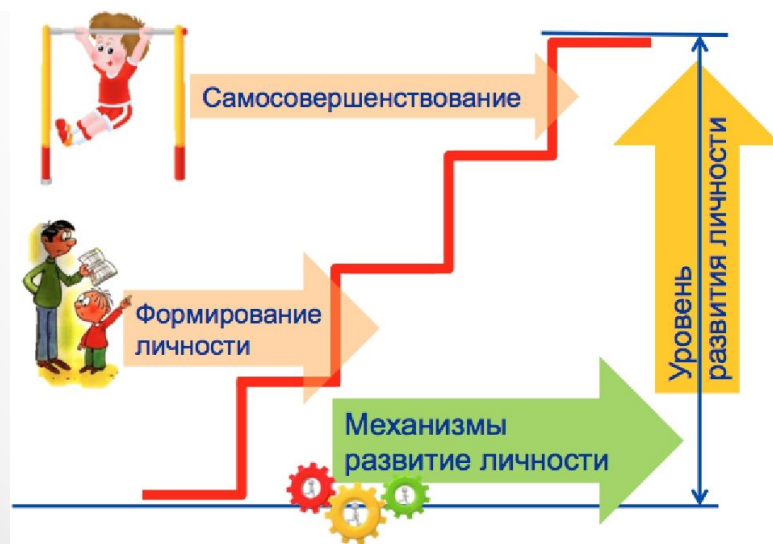 Самосовершенствование
Формирование
личности
Механизмы
развитие личности
Уровень
развития личности